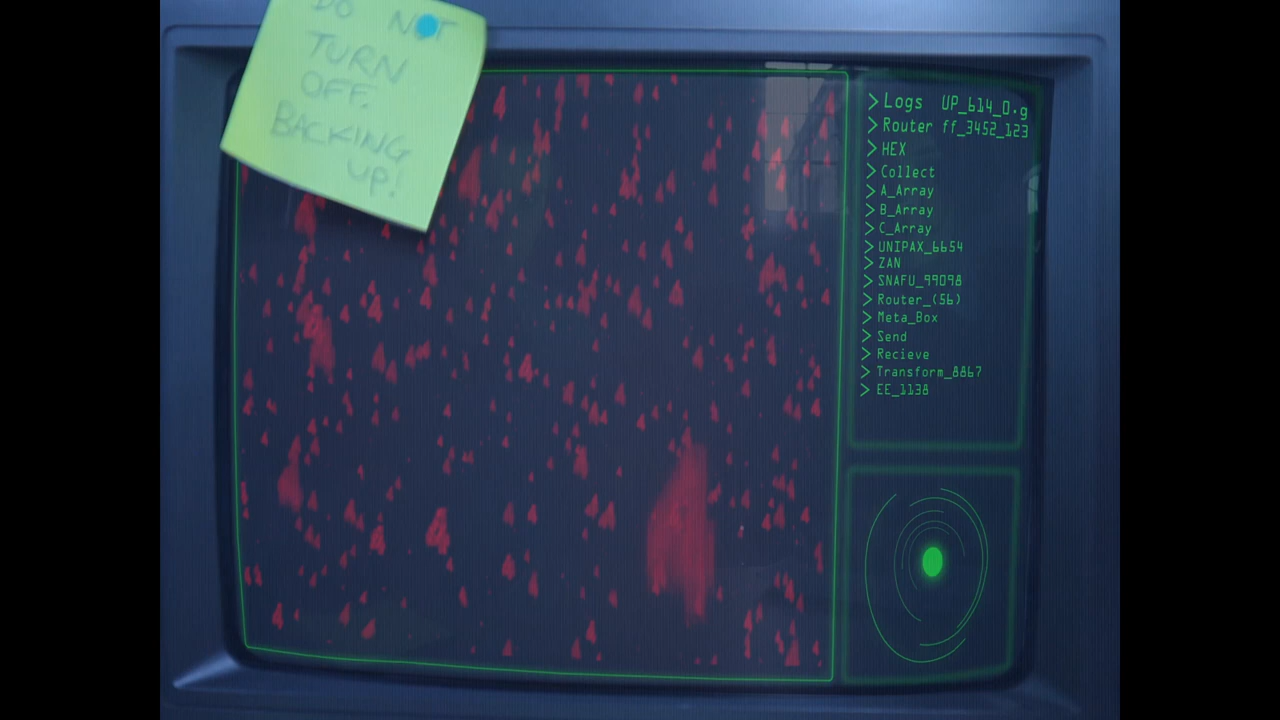 DO NOT
TURN
OFF.
BACKING
UP!
>Logs UP_614_D.g
>Router ff_3452_123
>HEX
>Collect
>A_Array
>B_Array
>C_Array
>UNIPAX_6654
>ZAN
>SNAFU_99098
>Router_(56)
>Meta_Box
>Send
>Recieve
>Transform_8867
>EE_1138